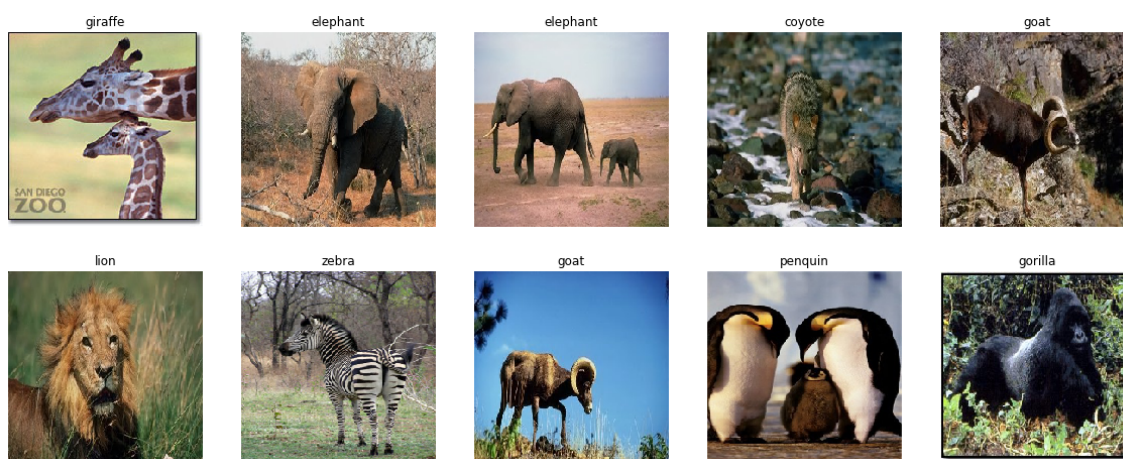 giraffe
elephant
elephant
coyote
goat
SAN DIEGO
ZOO
lion
zebra
goat
penquin
gorilla